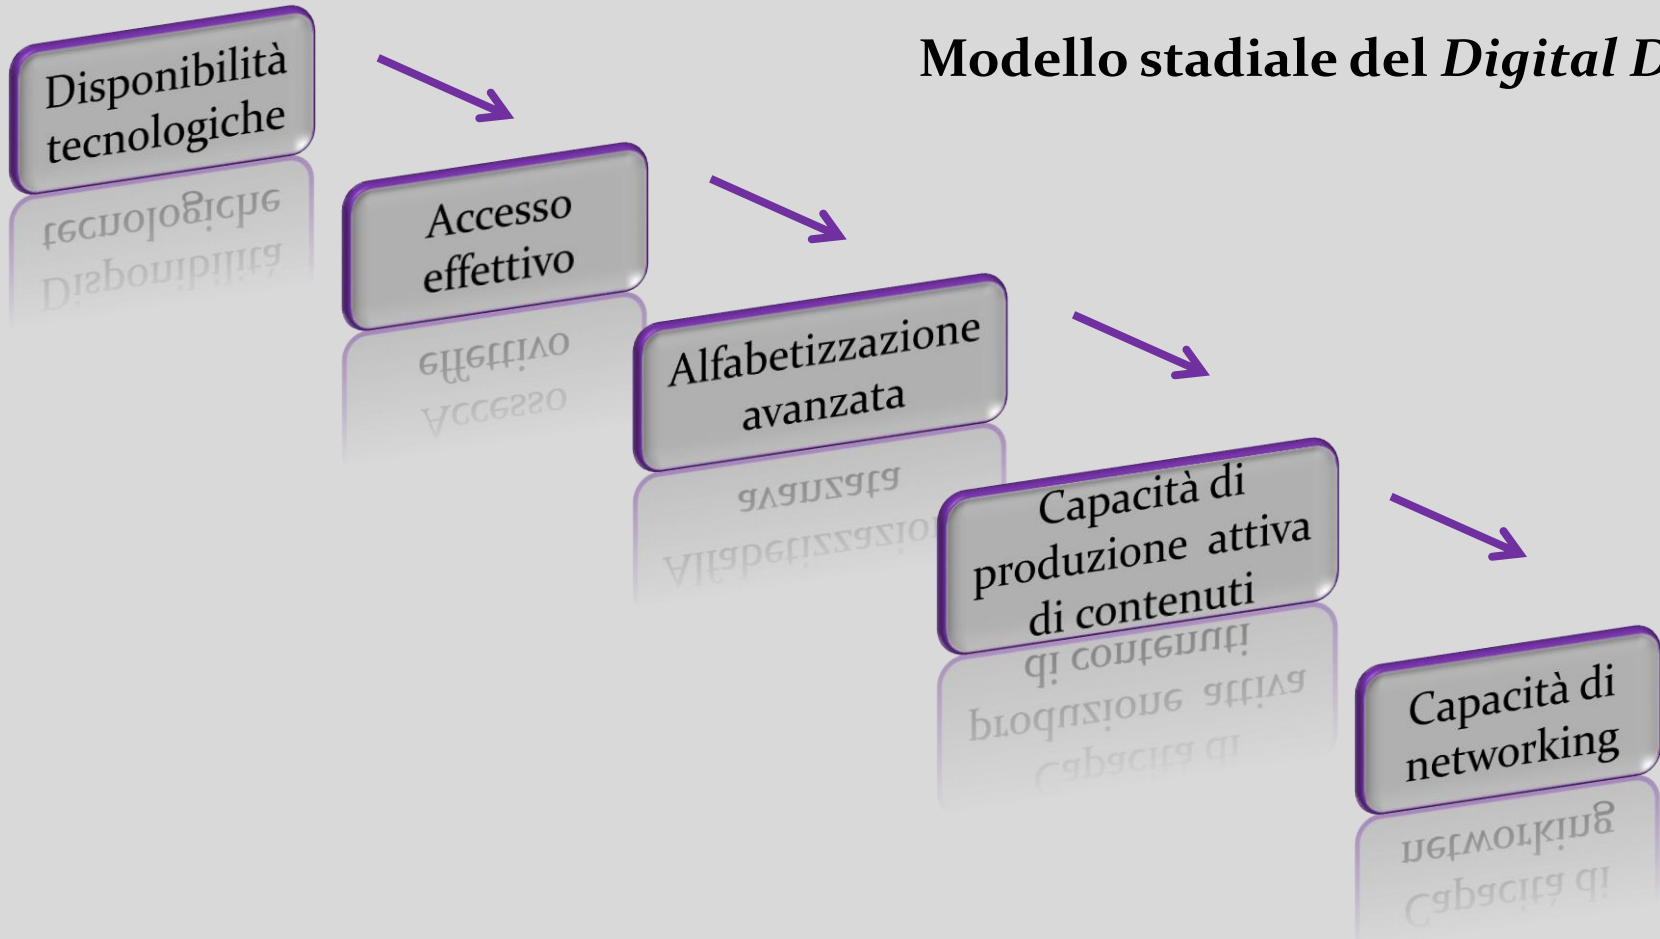 Modello stadiale del Digital D
Disponibilità
tecnologiche
Accesso
effettivo
Alfabetizzazione
avanzata
Capacità di
produzione attiva
di contenuti
Capacità di
networking